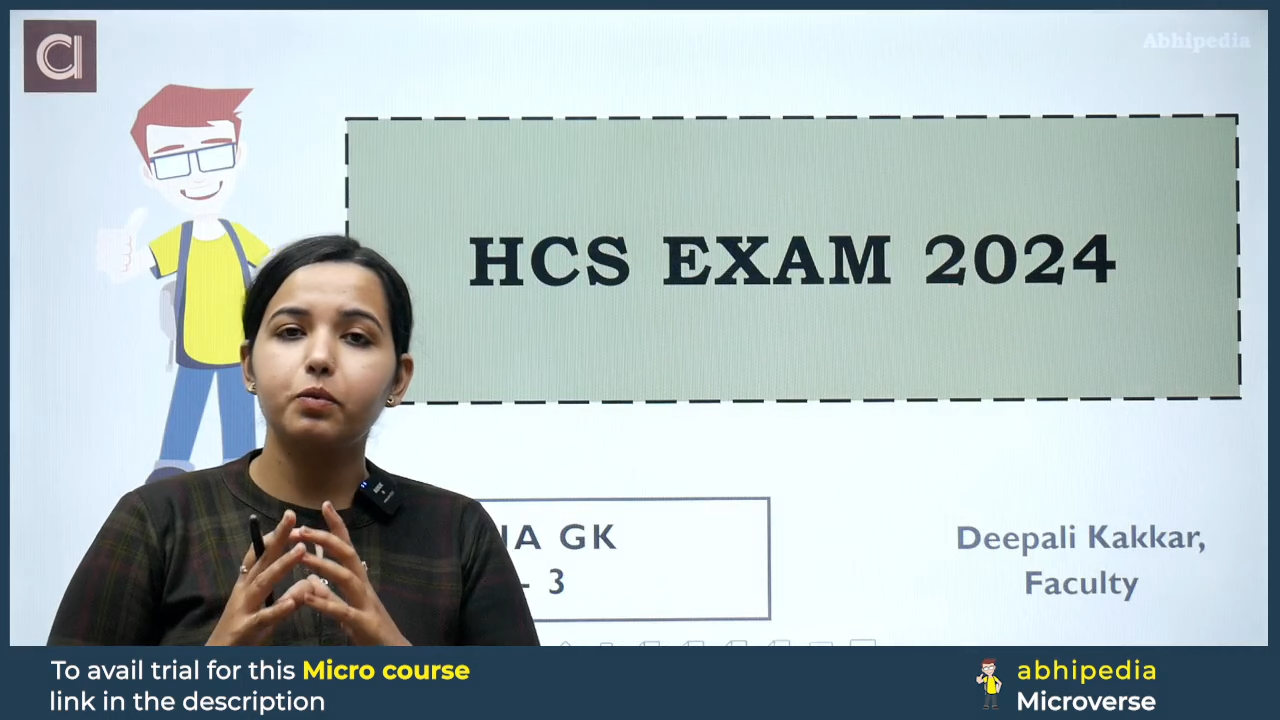 Abhipedia
HCS EXAM 2024
GK
- 3
Deepali Kakkar,
Faculty
To avail trial for this Micro course
link in the description
abhipedia
Microverse